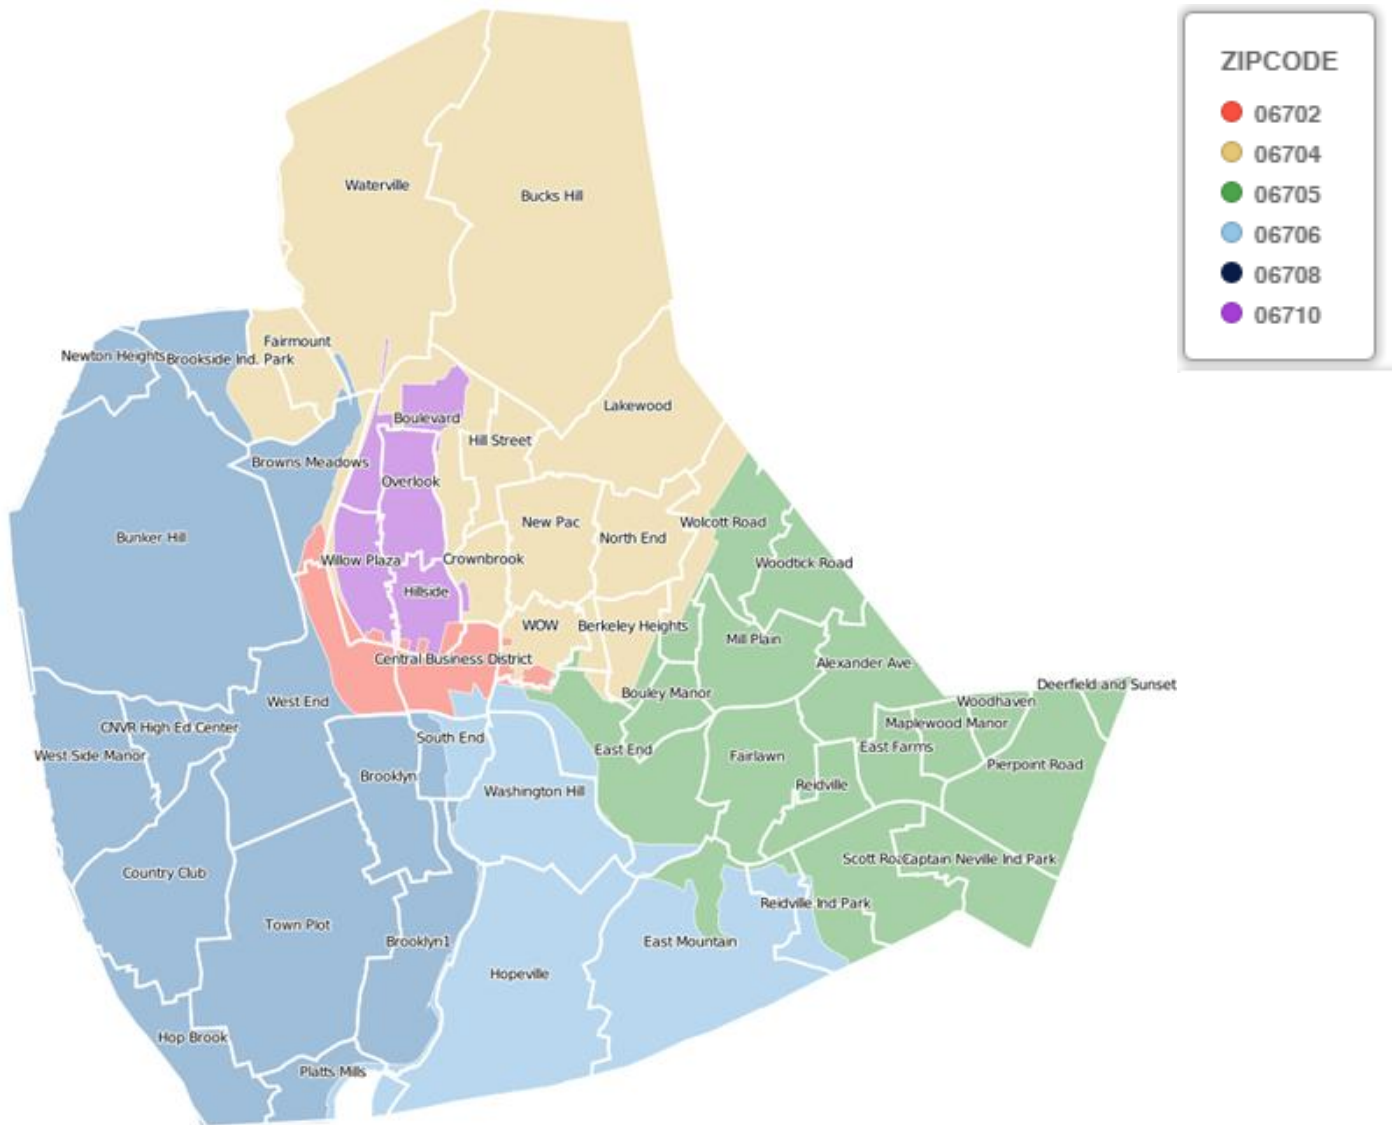 ZIPCODE
06702
06704
06705
06706
06708
06710
Waterville
Bucks Hill
Fairmount
Newton Heights
Brookside Ind. Park
Lakewood
Boulevard
Hill Street
Browns Meadows
Overlook
New Pac
Wolcott Road
Bunker Hill
North End
Willow Plaza
Crownbrook
Woodtick Road
Hillside
WOW
Berkeley Heights
Mill Plain
Central Business District
Alexander Ave
Deerfield and Sunset
Bouley Manor
West End
Woodhaven
CNVR High Ed Center
Maplewood Manor
South End
East End
East Farms
West Side Manor
Fairlawn
Pierpoint Road
Brooklyn
Reidville
Washington Hill
Country Club
Scott Road
Captain Neville Ind Park
Reidville Ind Park
Town Plot
Brooklyn1
East Mountain
Hopeville
Hop Brook
Platts Mills